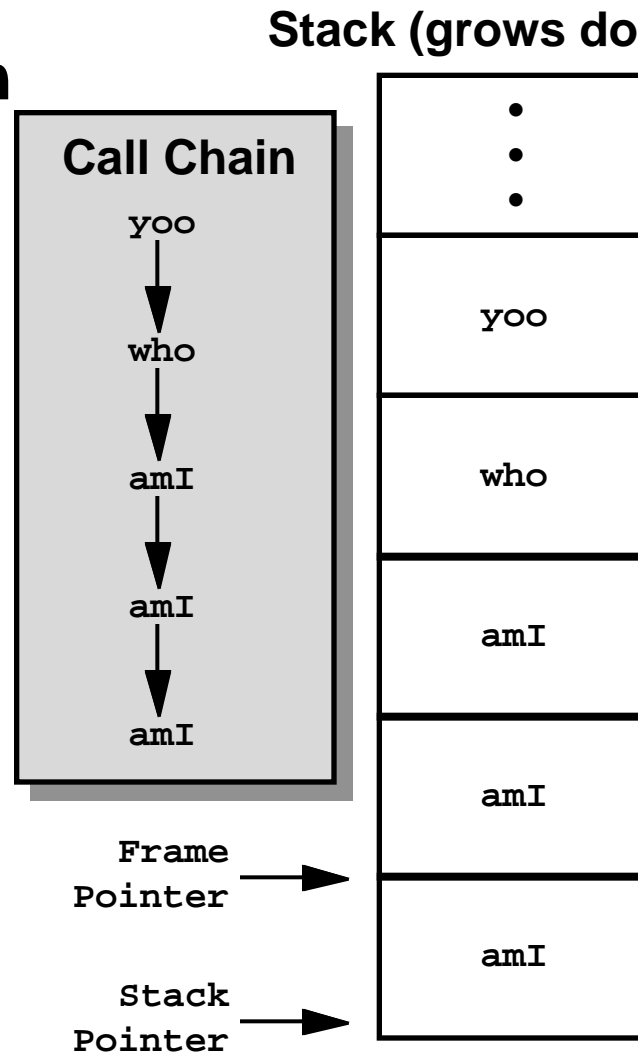 Stack (grows do
n
Call Chain
yoo
who
amI
amI
amI
Frame
Pointer
Stack
Pointer
yoo
who
amI
amI
amI